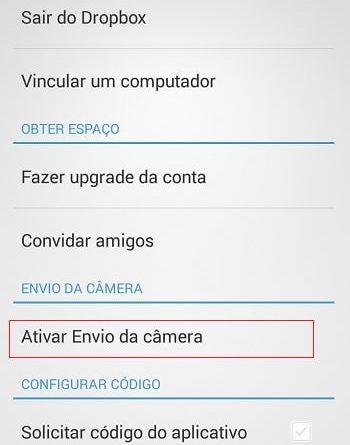 Sair do Dropbox
Vincular um computador
OBTER ESPAÇO
Fazer upgrade da conta
Convidar amigos
ENVIO DA CÂMERA
Ativar Envio da câmera
CONFIGURAR CÓDIGO
Solicitar código do aplicativo